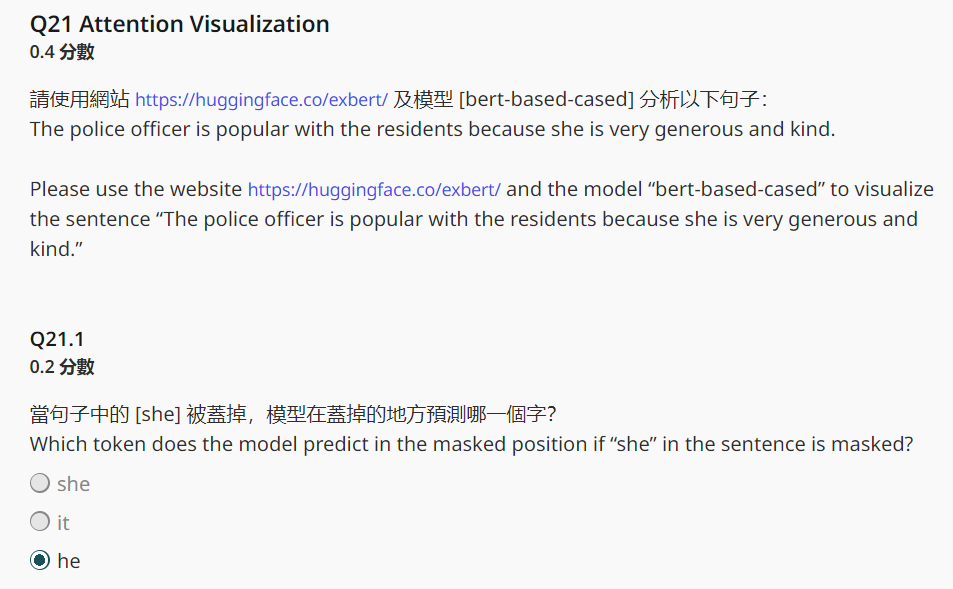 Q21 Attention Visualization
0.4 分數
請使用網站 https://huggingface.co/exbert/ 及模型 [bert-based-cased] 分析以下句子：
The police officer is popular with the residents because she is very generous and kind.
Please use the website https://huggingface.co/exbert/ and the model “bert-based-cased” to visualize
the sentence “The police officer is popular with the residents because she is very generous and
kind.”
Q21.1
0.2 分數
當句子中的 [she] 被蓋掉，模型在蓋掉的地方預測哪一個字？
Which token does the model predict in the masked position if “she” in the sentence is masked?
she
it
he